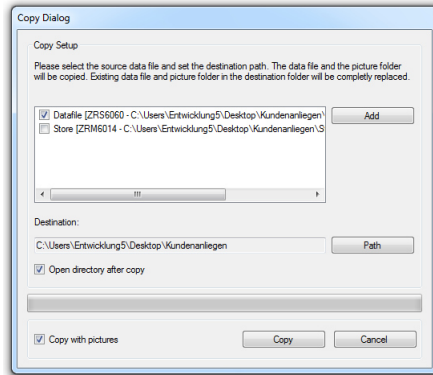 Copy Dialog
Copy Setup
Please select the source data file and set the destination path. The data file and the picture folder
will be copied. Existing data file and picture folder in the destination folder will be completly replaced.
Datafile [ZRS6060 - C:\Users\Entwicklung5\Desktop\Kundenanliegen\
Add
Store [ZRM6014 - C:\Users\Entwicklung5\Desktop\Kundenanliegen\S
Destination:
C:\Users\Entwicklung5\Desktop\Kundenanliegen
Path
Open directory after copy
Copy with pictures
Copy
Cancel